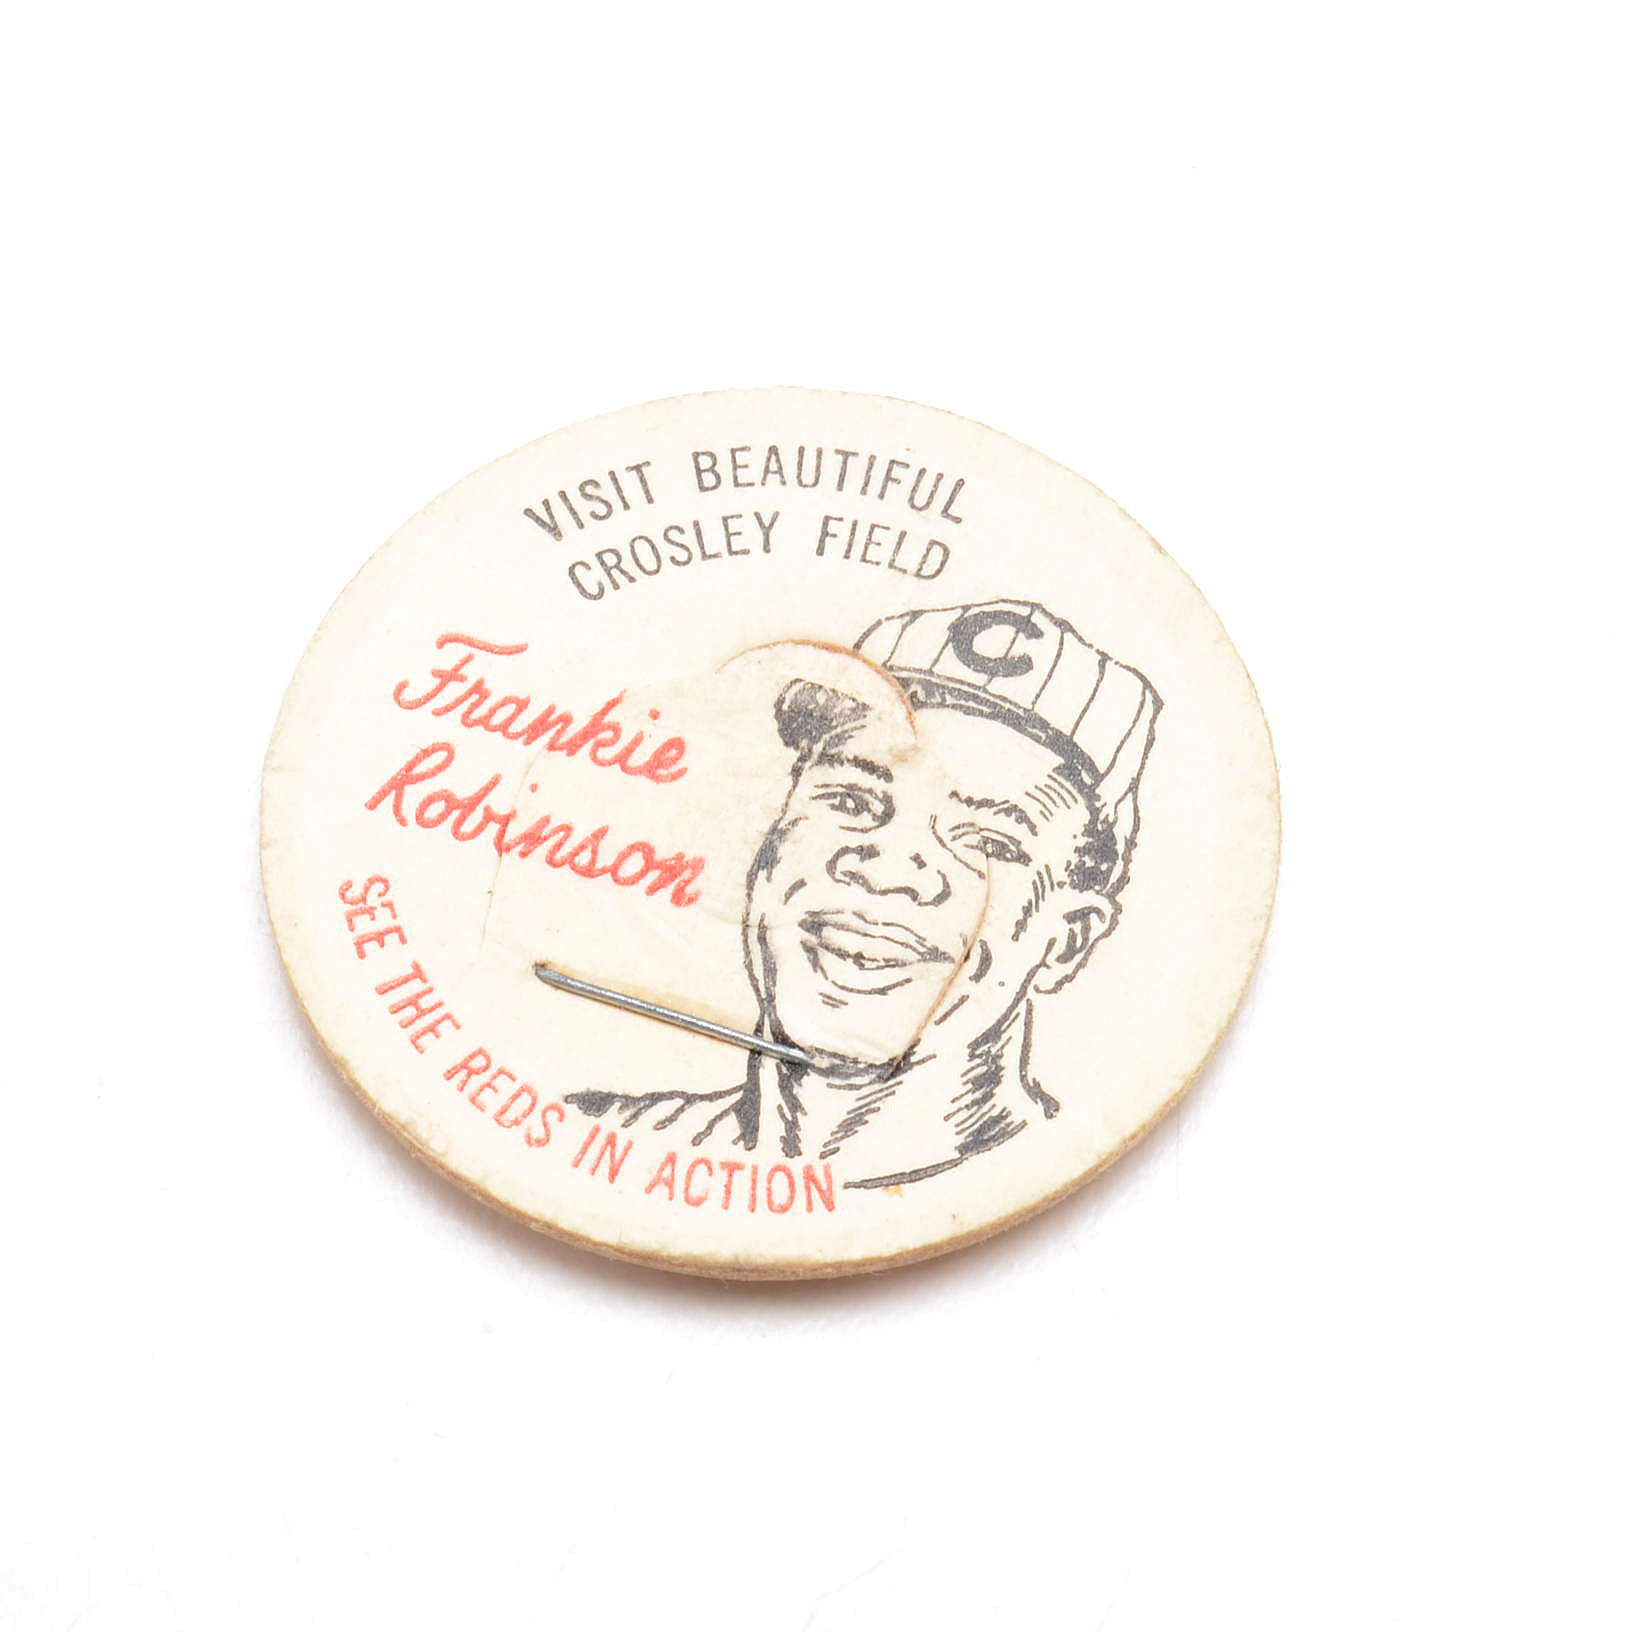 VISIT BEAUTIFUL
CROSLEY FIELD
C
Frankie
Robinson
SEE THE REDS IN ACTION